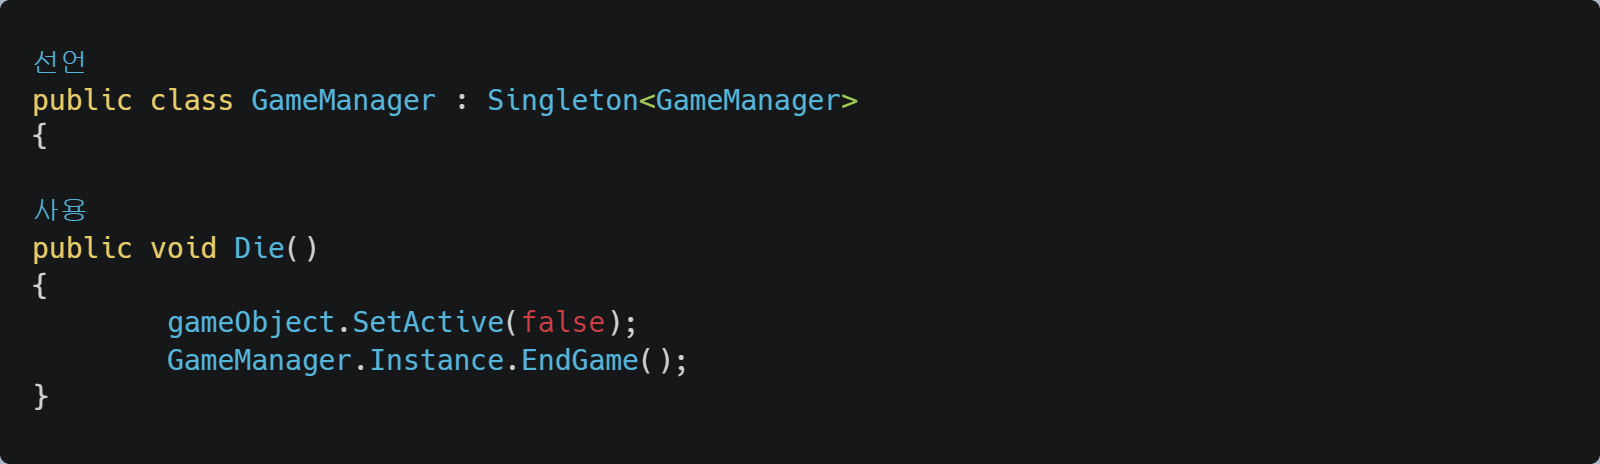 선언
public class GameManager : Singleton<GameManager>
{
사용
public void Die()
{
gameObject.SetActive(false);
GameManager.Instance.EndGame();
}